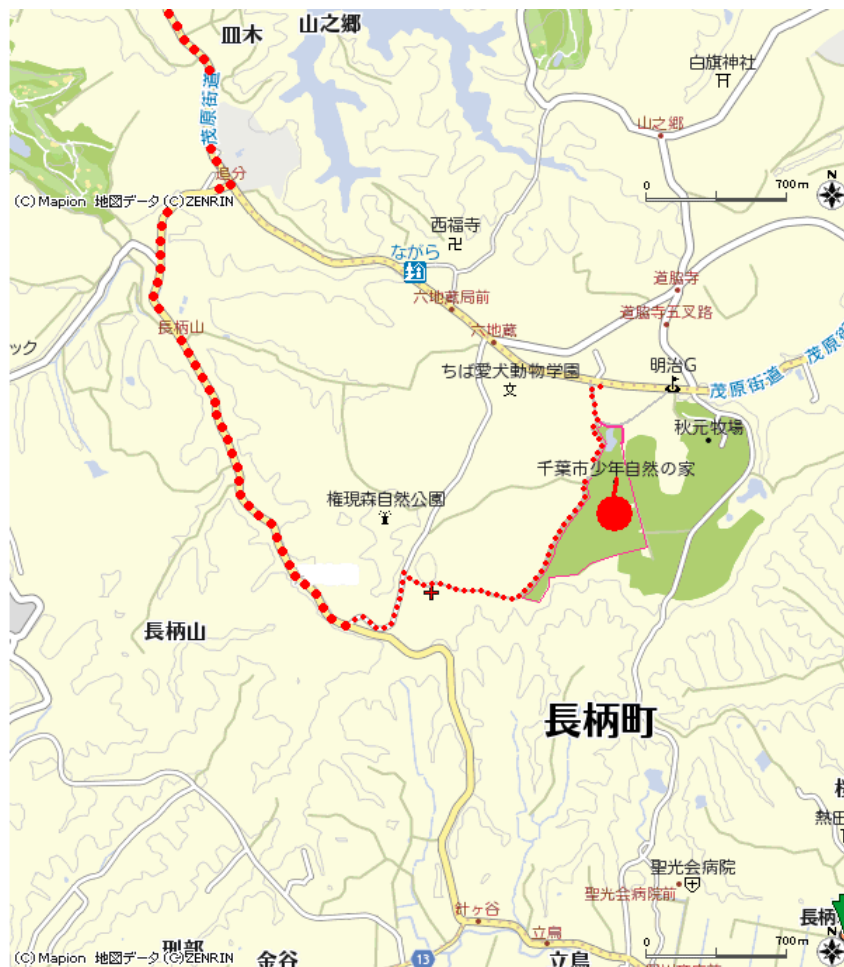 山之郷
皿木
白旗神社
茂原街道
山之郷
追分
0 700m
N
(C) Mapion 地図データ (C)ZENRIN
西福寺
ながら
道脇寺
六地蔵局前
道脇寺五叉路
長柄山
六地蔵
ック
明治G
茂原街道
茂原街道
ちば愛犬動物学園
秋元牧場
千葉市少年自然の家
権現森自然公園
長柄山
長柄町
聖光会病院
聖光会病院前
針ヶ谷
立鳥
長柄
刑部
金谷
13
立鳥
0 700m
N
(C) Mapion 地図データ (C)ZENRIN